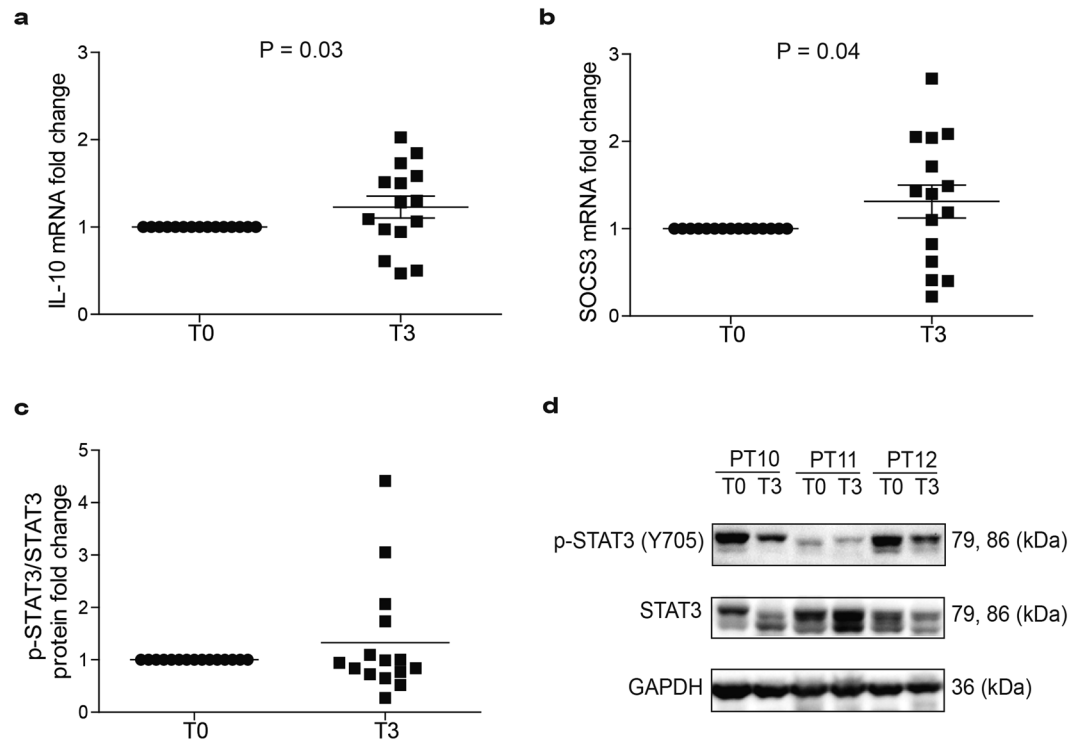 a
P = 0.03
IL-10 mRNA fold change
3
2
1
0
T0 T3
b
P = 0.04
SOCS3 mRNA fold change
3
2
1
0
T0 T3
c
p-STAT3/STAT3
protein fold change
5
4
3
2
1
0
T0 T3
d
PT10 PT11 PT12
T0 T3 T0 T3 T0 T3
p-STAT3 (Y705) 79, 86 (kDa)
STAT3 79, 86 (kDa)
GAPDH 36 (kDa)